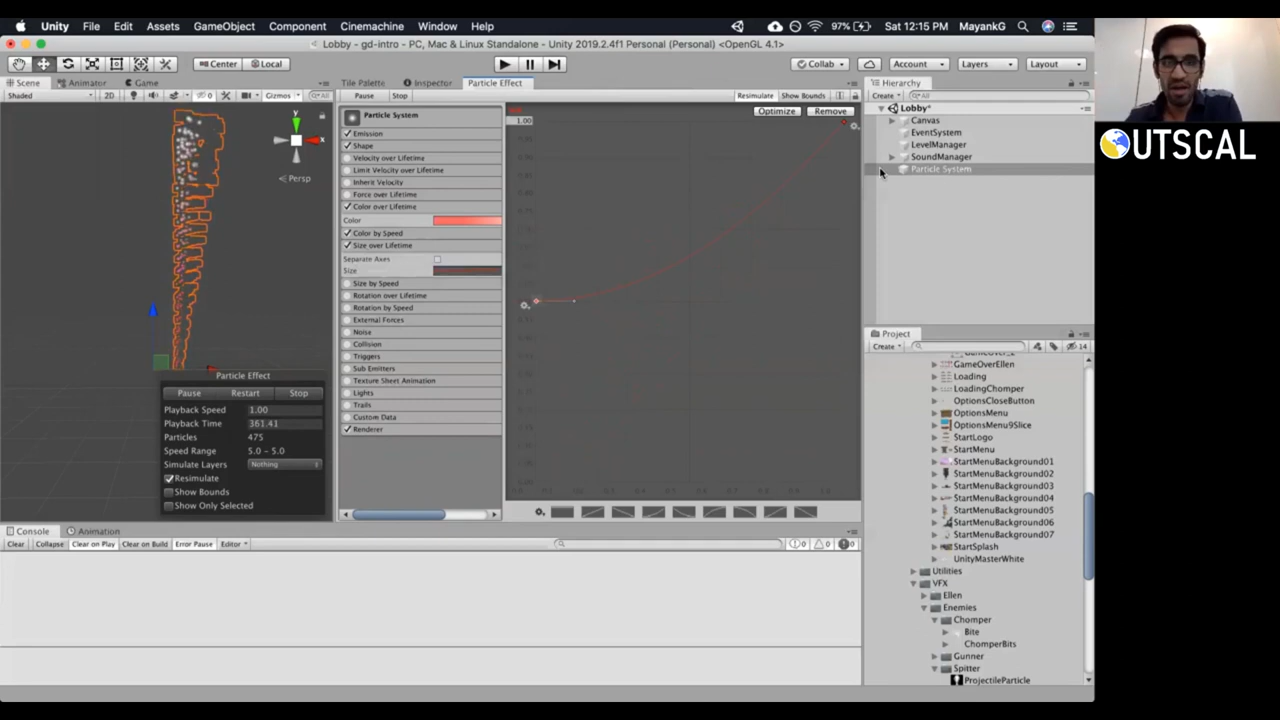 Unity File Edit Assets GameObject Component Cinemachine Window Help 97% Sat 12:15 PM MayankG
Lobby - gd-intro - PC, Mac & Linux Standalone - Unity 2019.2.4f1 Personal (Personal) <OpenGL 4.1>
Center Local Collab Account Layers Layout
Scene Animator Game Tile Palette Inspector Particle Effect Hierarchy
Shaded 2D Gizmos All Pause Stop Resimulate Show Bounds Create All
Optimize Remove
1.00
y
x
Persp
Particle System
Emission
Shape
Velocity over Lifetime
Limit Velocity over Lifetime
Inherit Velocity
Force over Lifetime
Color over Lifetime
Color
Color by Speed
Size over Lifetime
Separate Axes
Size
Size by Speed
Rotation over Lifetime
Rotation by Speed
External Forces
Noise
Collision
Triggers
Sub Emitters
Texture Sheet Animation
Lights
Trails
Custom Data
Renderer
Lobby*
Canvas
EventSystem
LevelManager
SoundManager
Particle System
OUTSCAL
Particle Effect
Pause Restart Stop
Playback Speed 1.00
Playback Time 361.41
Particles 475
Speed Range 5.0 - 5.0
Simulate Layers Nothing
Resimulate
Show Bounds
Show Only Selected
Project
Create 14
GameOver_2
GameOverEllen
Loading
LoadingChomper
OptionsCloseButton
OptionsMenu
OptionsMenu9Slice
StartLogo
StartMenu
StartMenuBackground01
StartMenuBackground02
StartMenuBackground03
StartMenuBackground04
StartMenuBackground05
StartMenuBackground06
StartMenuBackground07
StartSplash
UnityMasterWhite
Utilities
VFX
Ellen
Enemies
Chomper
Bite
ChomperBits
Gunner
Spitter
ProjectileParticle
Console Animation
Clear Collapse Clear on Play Clear on Build Error Pause Editor 0 0 0